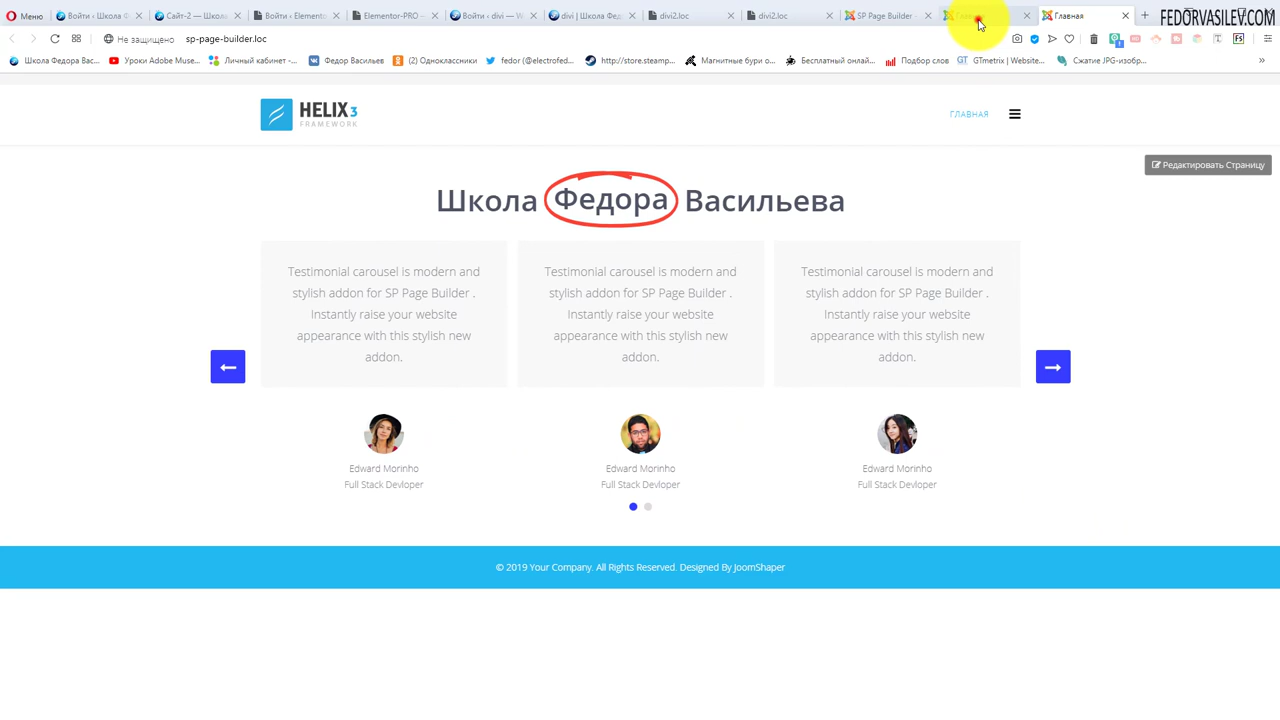 Меню
Войти ‹ Школа Ф
Сайт-2 — Школа
Войти ‹ Elemento
Elementor-PRO —
Войти ‹ divi — W
divi | Школа Фед
divi2.loc
divi2.loc
SP Page Builder -
Главная
FEDORVASILEV.COM
Не защищено
sp-page-builder.loc
Школа Федора Вас...
Уроки Adobe Muse...
Личный кабинет -...
Федор Васильев
(2) Одноклассники
fedor (@electrofed...
http://store.steamp...
Магнитные бури о...
Бесплатный онлай...
Подбор слов
GTmetrix | Website...
Сжатие JPG-изобр...
HELIX3
FRAMEWORK
ГЛАВНАЯ
Редактировать Страницу
Школа Федора Васильева
Testimonial carousel is modern and
stylish addon for SP Page Builder .
Instantly raise your website
appearance with this stylish new
addon.
Testimonial carousel is modern and
stylish addon for SP Page Builder .
Instantly raise your website
appearance with this stylish new
addon.
Testimonial carousel is modern and
stylish addon for SP Page Builder .
Instantly raise your website
appearance with this stylish new
addon.
Edward Morinho
Full Stack Devloper
Edward Morinho
Full Stack Devloper
Edward Morinho
Full Stack Devloper
© 2019 Your Company. All Rights Reserved. Designed By JoomShaper